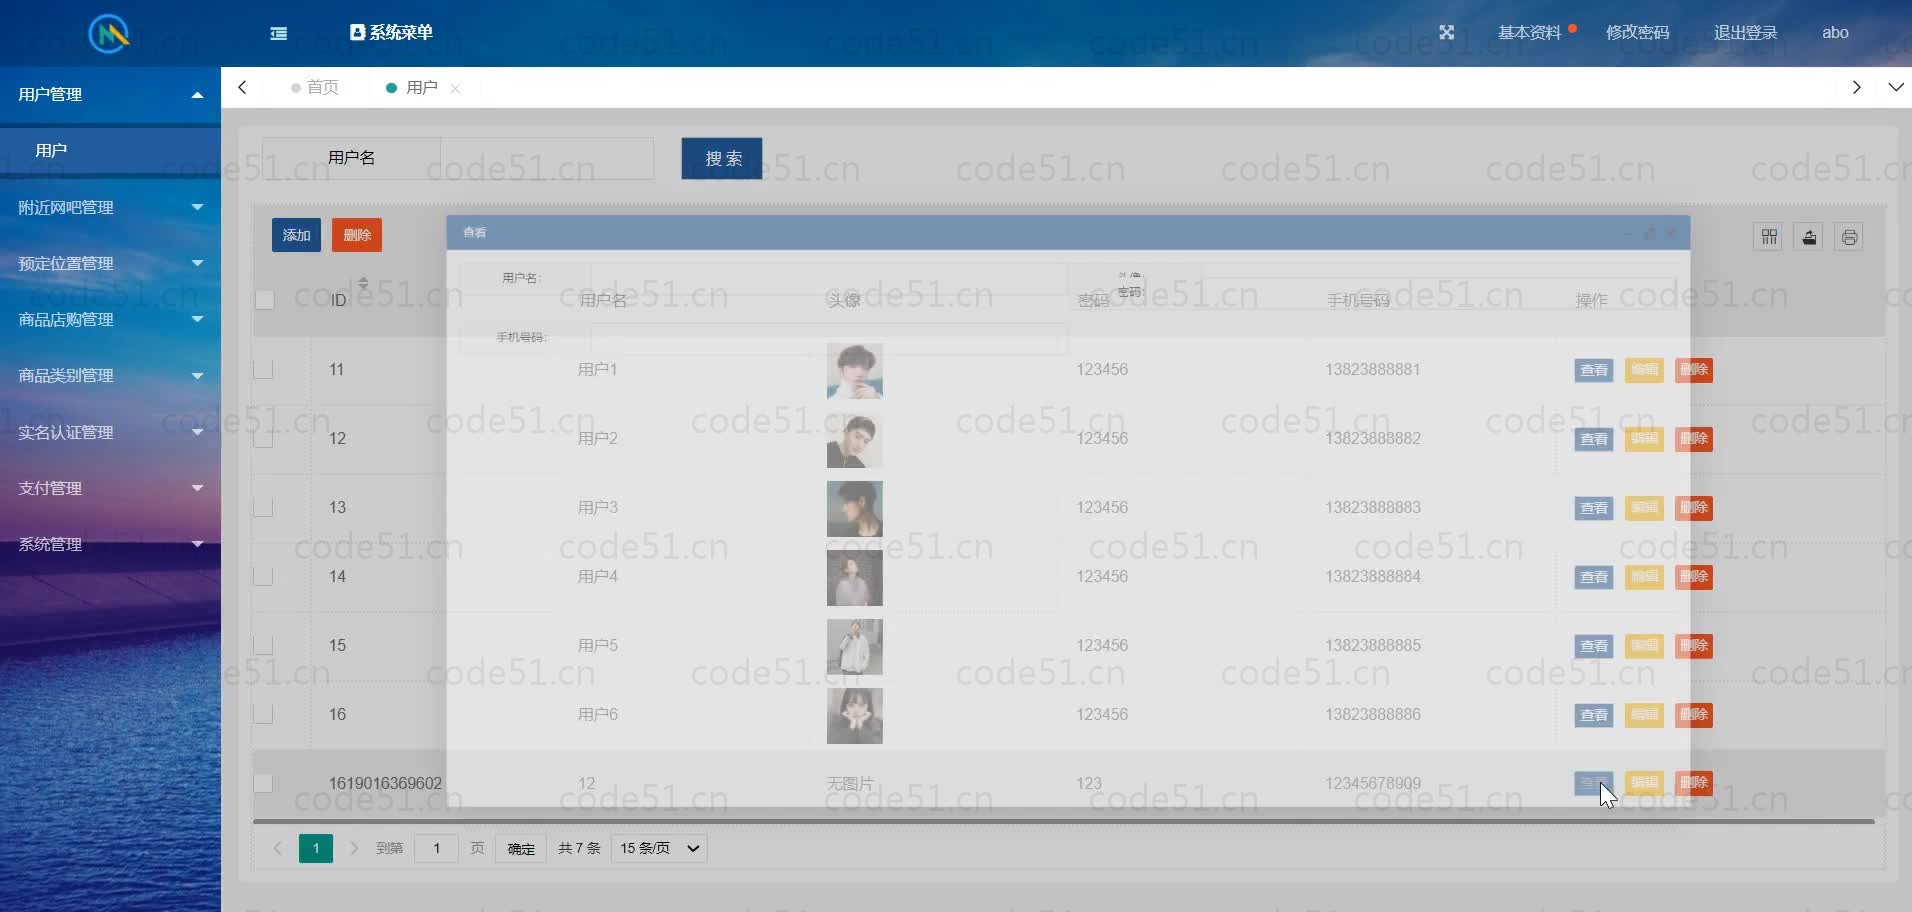 系统菜单
基本资料
修改密码
退出登录
abo
用户管理
用户
附近网吧管理
预定位置管理
商品店购管理
商品类别管理
实名认证管理
支付管理
系统管理
首页
用户
用户名
搜 索
添加
删除
查看
用户名:
头像:
密码:
手机号码:
ID 用户名 头像 密码 手机号码 操作
11 用户1 123456 13823888881 查看 编辑 删除
12 用户2 123456 13823888882 查看 编辑 删除
13 用户3 123456 13823888883 查看 编辑 删除
14 用户4 123456 13823888884 查看 编辑 删除
15 用户5 123456 13823888885 查看 编辑 删除
16 用户6 123456 13823888886 查看 编辑 删除
1619016369602 12 无图片 123 12345678909 查看 编辑 删除
1 到第 1 页 确定 共 7 条 15 条/页
code51.cn